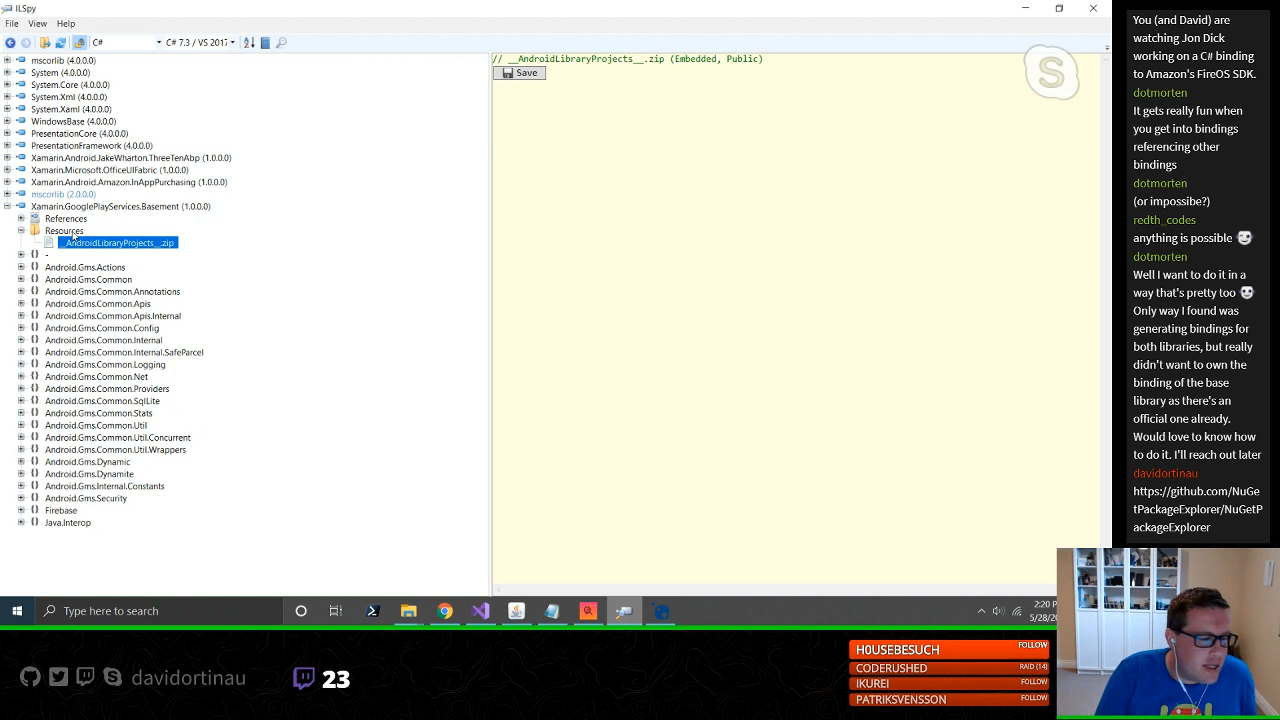 ILSpy
File View Help
C# C# 7.3 / VS 2017
mscorlib (4.0.0.0)
System (4.0.0.0)
System.Core (4.0.0.0)
System.Xml (4.0.0.0)
System.Xaml (4.0.0.0)
WindowsBase (4.0.0.0)
PresentationCore (4.0.0.0)
PresentationFramework (4.0.0.0)
Xamarin.Android.JakeWharton.ThreeTenAbp (1.0.0.0)
Xamarin.Microsoft.OfficeUIFabric (1.0.0.0)
Xamarin.Android.Amazon.InAppPurchasing (1.0.0.0)
mscorlib (2.0.0.0)
Xamarin.GooglePlayServices.Basement (1.0.0.0)
References
Resources
__AndroidLibraryProjects__.zip
-
Android.Gms.Actions
Android.Gms.Common
Android.Gms.Common.Annotations
Android.Gms.Common.Apis
Android.Gms.Common.Apis.Internal
Android.Gms.Common.Config
Android.Gms.Common.Internal
Android.Gms.Common.Internal.SafeParcel
Android.Gms.Common.Logging
Android.Gms.Common.Net
Android.Gms.Common.Providers
Android.Gms.Common.SqlLite
Android.Gms.Common.Stats
Android.Gms.Common.Util
Android.Gms.Common.Util.Concurrent
Android.Gms.Common.Util.Wrappers
Android.Gms.Dynamic
Android.Gms.Dynamite
Android.Gms.Internal.Constants
Android.Gms.Security
Firebase
Java.Interop
// __AndroidLibraryProjects__.zip (Embedded, Public)
Save
You (and David) are
watching Jon Dick
working on a C# binding
to Amazon's FireOS SDK.
dotmorten
It gets really fun when
you get into bindings
referencing other
bindings
dotmorten
(or impossibe?)
redth_codes
anything is possible
dotmorten
Well I want to do it in a
way that's pretty too
Only way I found was
generating bindings for
both libraries, but really
didn't want to own the
binding of the base
library as there's an
official one already.
Would love to know how
to do it. I'll reach out later
davidortinau
https://github.com/NuGe
tPackageExplorer/NuGetP
ackageExplorer
Type here to search
2:20 P
5/28/20
davidortinau
23
H0USEBESUCH FOLLOW
CODERUSHED RAID (14)
IKUREI FOLLOW
PATRIKSVENSSON FOLLOW